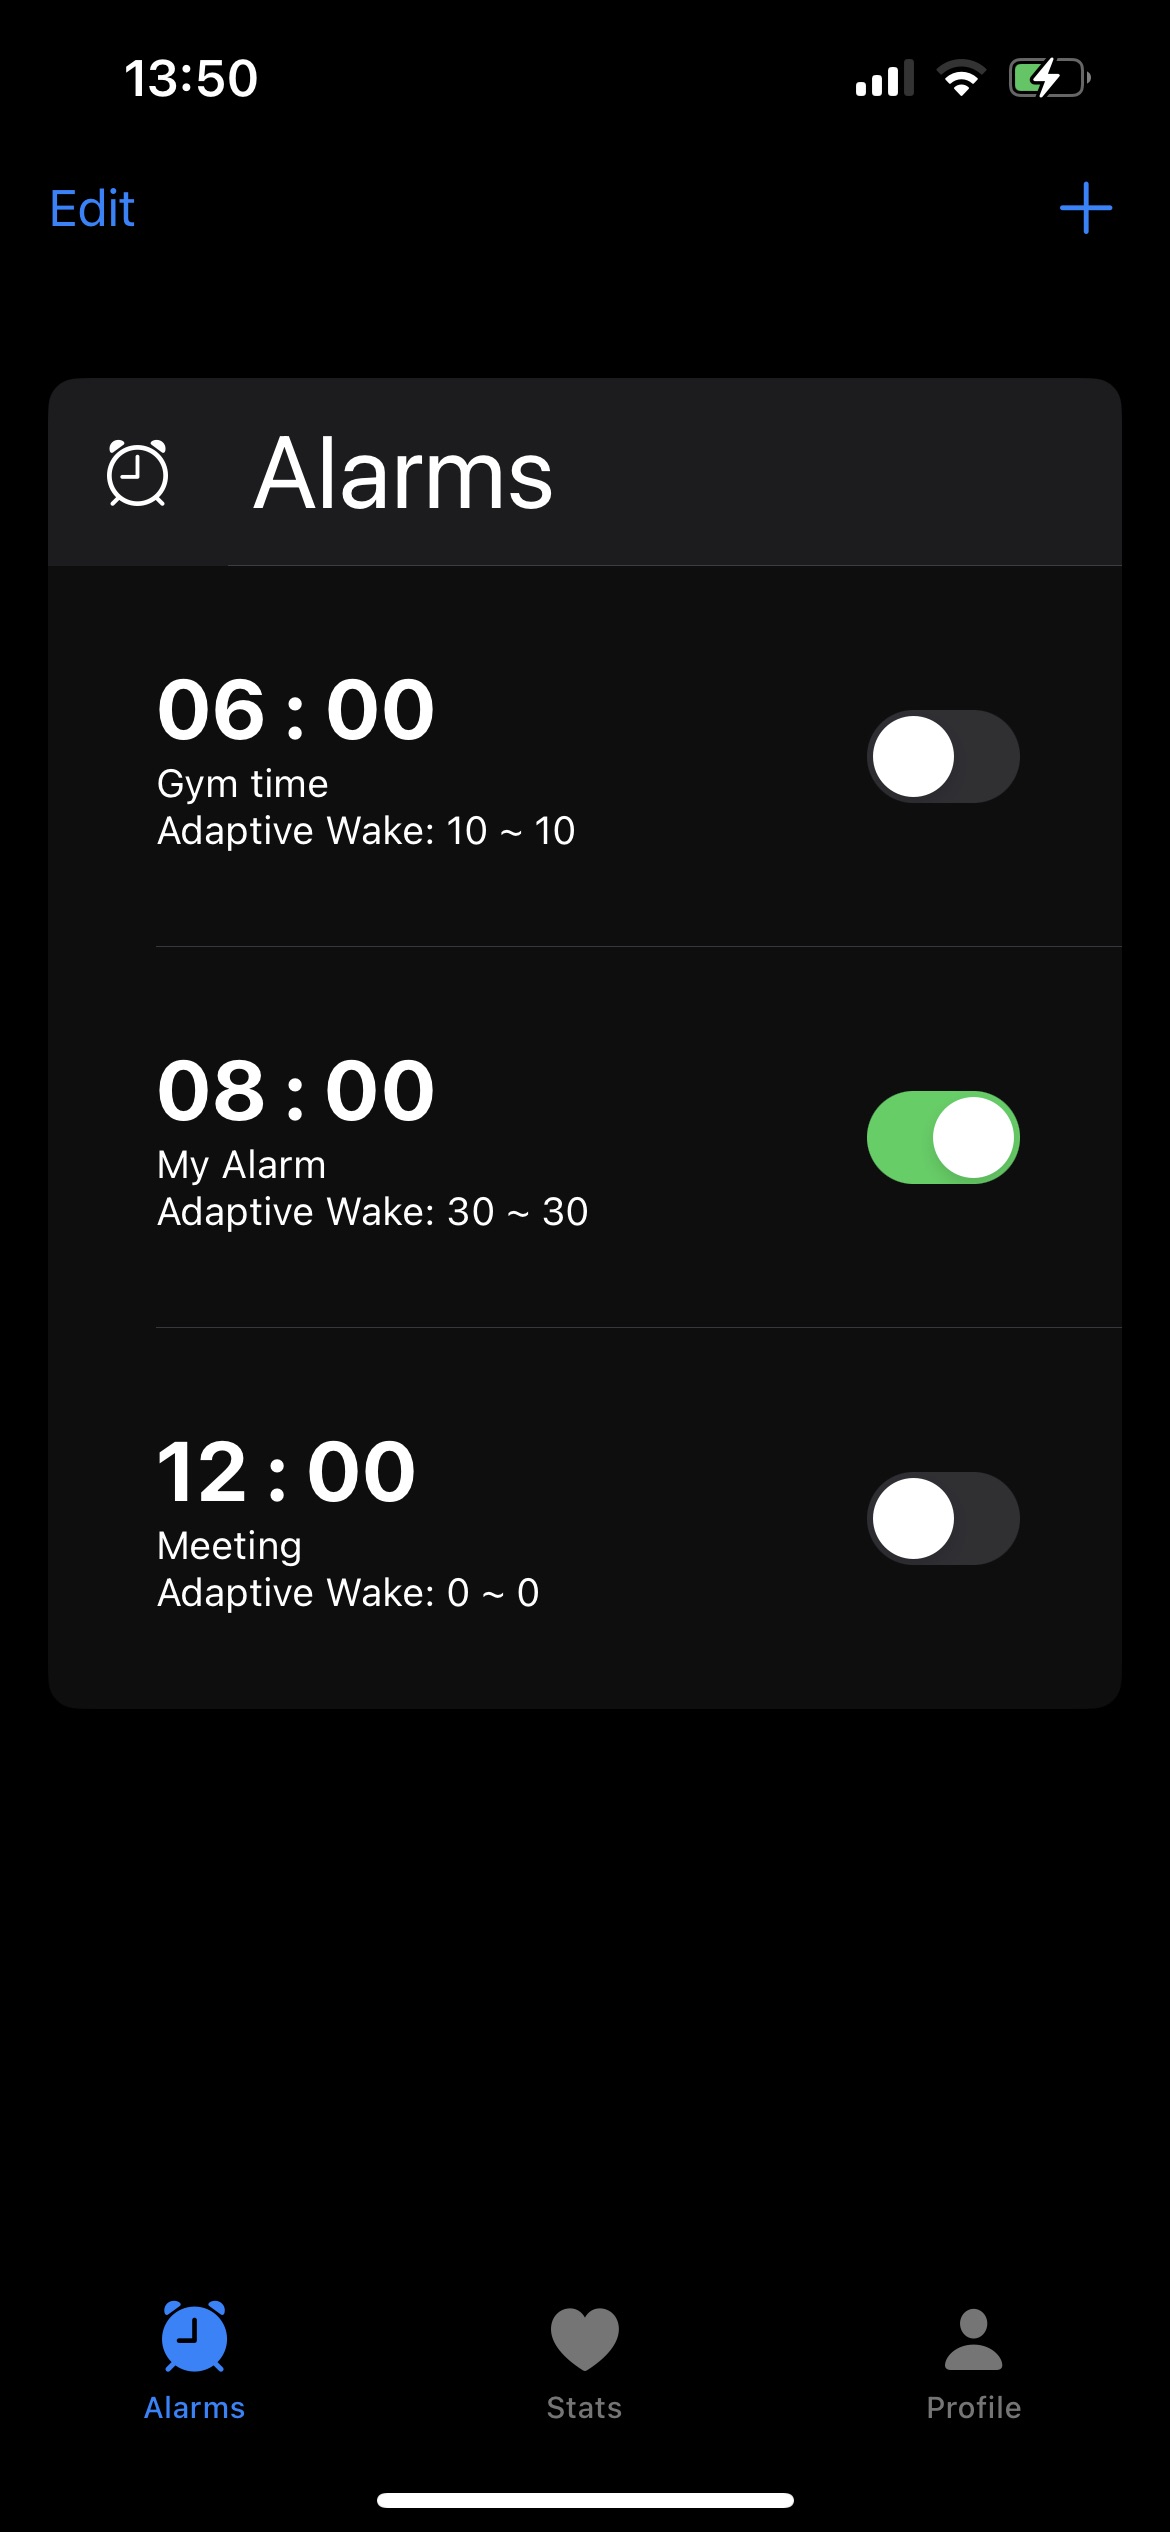 13:50
Edit
Alarms
06 : 00
Gym time
Adaptive Wake: 10 ~ 10
08 : 00
My Alarm
Adaptive Wake: 30 ~ 30
12 : 00
Meeting
Adaptive Wake: 0 ~ 0
Alarms
Stats
Profile